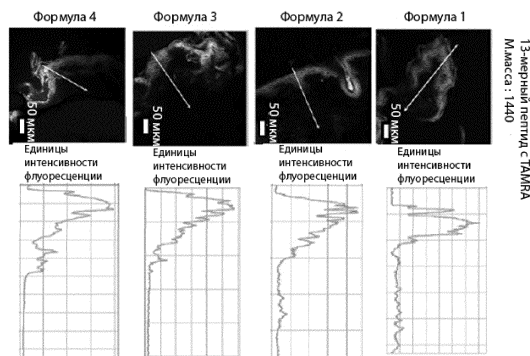 Формула 4
Формула 3
Формула 2
Формула 1
13-мерный пептид с TAMRA
М.масса : 1440
50 мкм
50 мкм
50 мкм
50 мкм
Единицы
интенсивности
флуоресценции
Единицы
интенсивности
флуоресценции
Единицы
интенсивности
флуоресценции
Единицы
интенсивности
флуоресценции